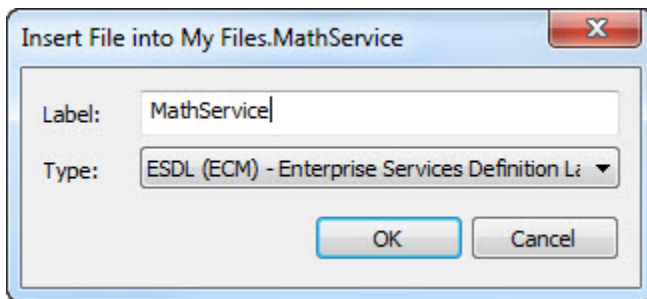 Insert File into My Files.MathService
Label: MathService
Type: ESDL (ECM) - Enterprise Services Definition La
OK Cancel